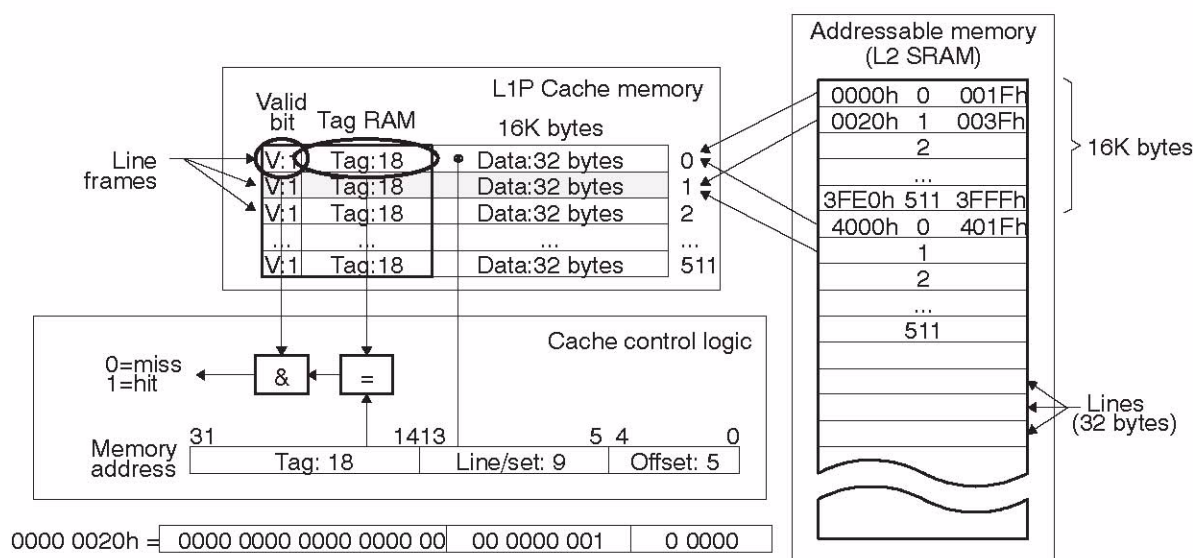 Addressable memory
(L2 SRAM)
L1P Cache memory
Valid
bit
Tag RAM
16K bytes
Line
frames
V:1 Tag:18 Data:32 bytes 0
V:1 Tag:18 Data:32 bytes 1
V:1 Tag:18 Data:32 bytes 2
... ... ... ...
V:1 Tag:18 Data:32 bytes 511
0000h 0 001Fh
0020h 1 003Fh
2
...
3FE0h 511 3FFFh
4000h 0 401Fh
1
2
...
511
16K bytes
Lines
(32 bytes)
Cache control logic
0=miss
1=hit
&
=
31 1413 5 4 0
Memory
address
Tag: 18 Line/set: 9 Offset: 5
0000 0020h = 0000 0000 0000 0000 00 00 0000 001 0 0000